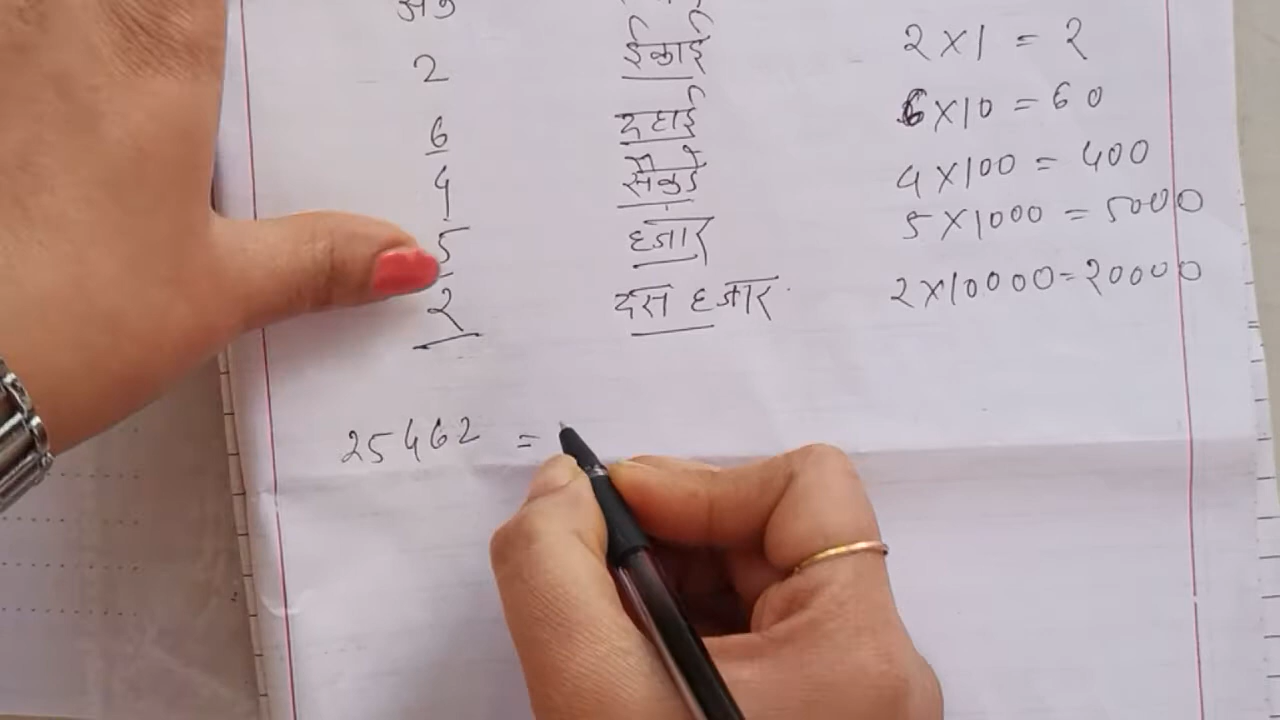 अंक
2 ईकाई 2 × 1 = 2
6 दहाई 6 × 10 = 60
4 सैकड़े 4 × 100 = 400
5 हजार 5 × 1000 = 5000
2 दस हजार 2 × 10000 = 20000
25462 =